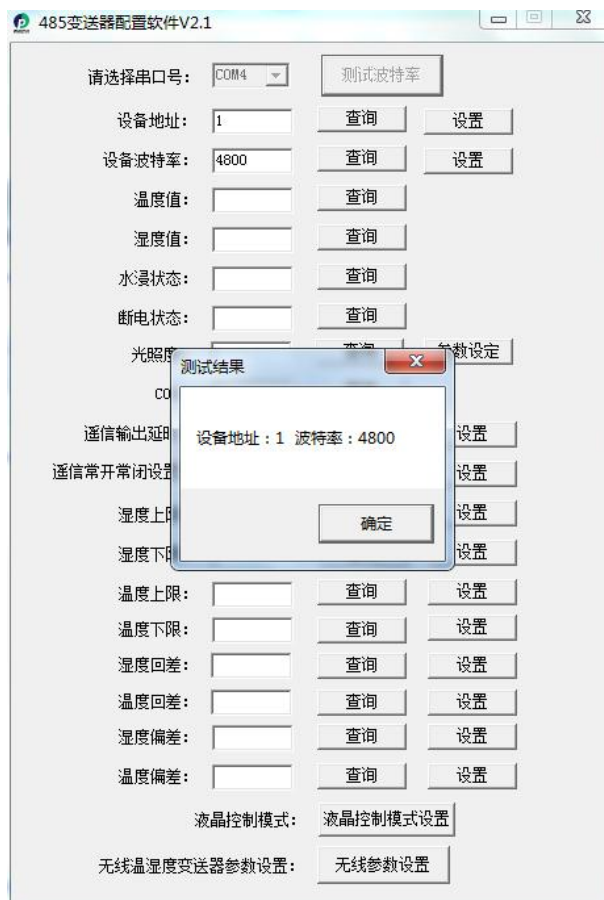 485变送器配置软件V2.1
请选择串口号： COM4 测试波特率
设备地址： 1 查询 设置
设备波特率： 4800 查询 设置
温度值： 查询
湿度值： 查询
水浸状态： 查询
断电状态： 查询
光照度 查询 参数设定
测试结果
CO
设备地址：1 波特率：4800
遥信输出延时 设置
遥信常开常闭设置 设置
湿度上限 设置
确定
湿度下限 设置
温度上限： 查询 设置
温度下限： 查询 设置
湿度回差： 查询 设置
温度回差： 查询 设置
湿度偏差： 查询 设置
温度偏差： 查询 设置
液晶控制模式： 液晶控制模式设置
无线温湿度变送器参数设置： 无线参数设置